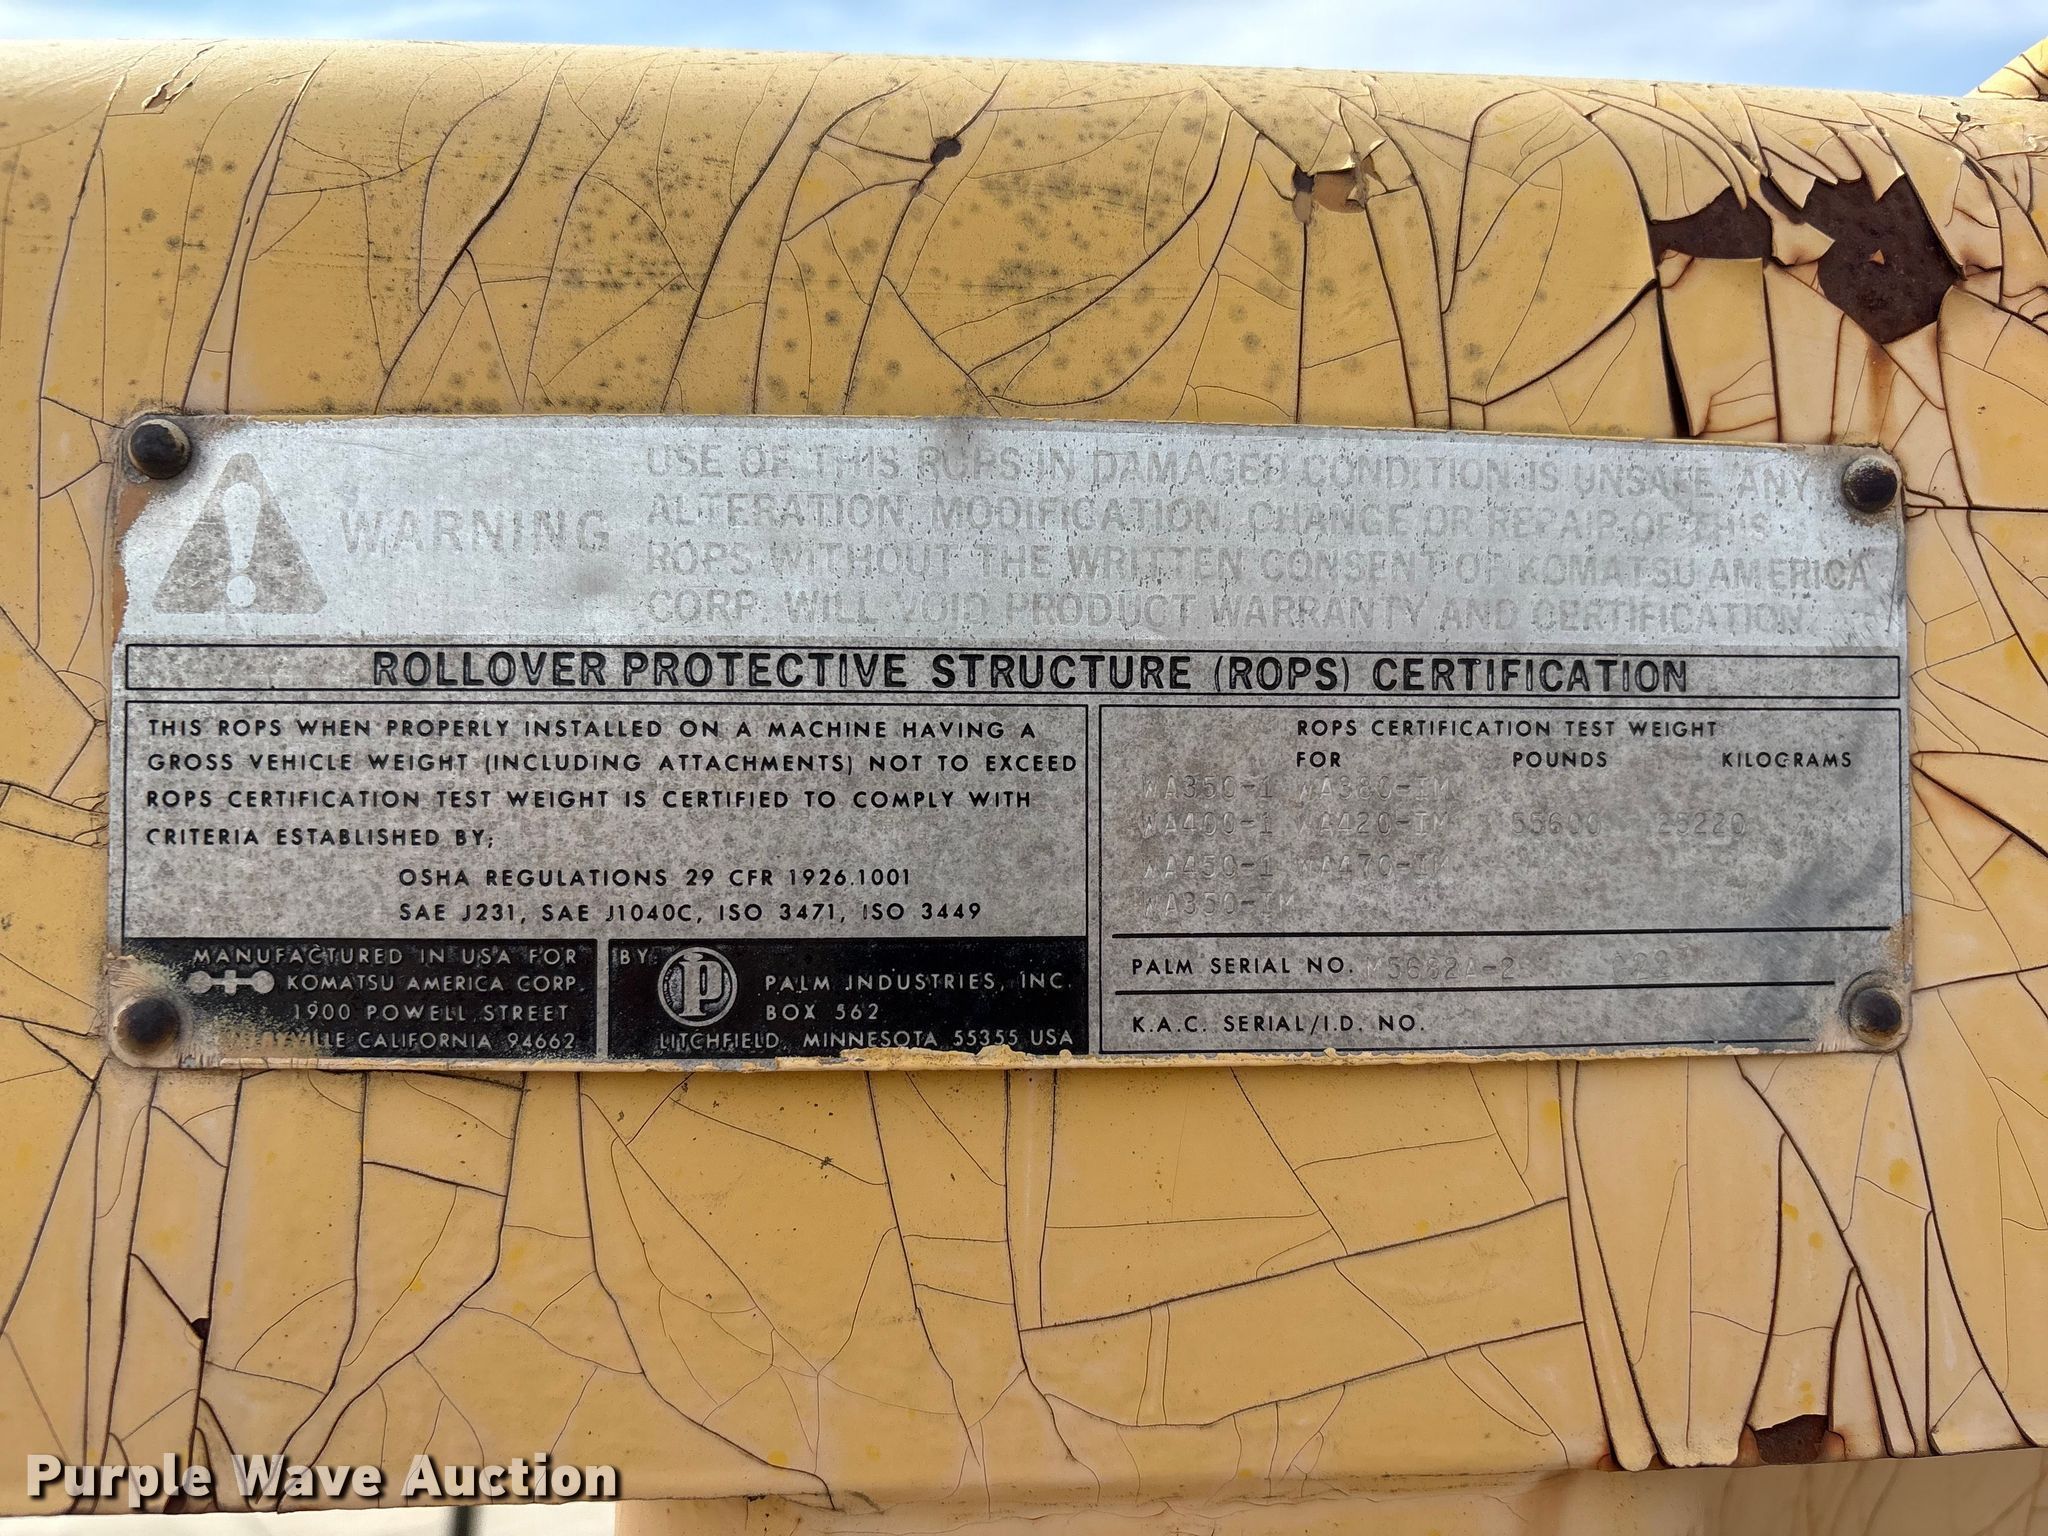 WARNING
USE OF THIS ROPS IN DAMAGED CONDITION IS UNSAFE. ANY
ALTERATION, MODIFICATION, CHANGE OR REPAIR OF THIS
ROPS WITHOUT THE WRITTEN CONSENT OF KOMATSU AMERICA
CORP. WILL VOID PRODUCT WARRANTY AND CERTIFICATION.
ROLLOVER PROTECTIVE STRUCTURE (ROPS) CERTIFICATION
THIS ROPS WHEN PROPERLY INSTALLED ON A MACHINE HAVING A
GROSS VEHICLE WEIGHT (INCLUDING ATTACHMENTS) NOT TO EXCEED
ROPS CERTIFICATION TEST WEIGHT IS CERTIFIED TO COMPLY WITH
CRITERIA ESTABLISHED BY;
OSHA REGULATIONS 29 CFR 1926.1001
SAE J231, SAE J1040C, ISO 3471, ISO 3449
MANUFACTURED IN USA FOR
KOMATSU AMERICA CORP.
1900 POWELL STREET
CALIFORNIA 94662
BY:
P
PALM INDUSTRIES, INC.
BOX 562
LITCHFIELD, MINNESOTA 55355 USA
ROPS CERTIFICATION TEST WEIGHT
FOR POUNDS KILOGRAMS
WA350-1 WA380-IM
WA400-1 WA420-IM 55600 25220
WA450-1 WA470-IM
WA350-IM
PALM SERIAL NO. M5682A-2
K.A.C. SERIAL/I.D. NO.
Purple Wave Auction